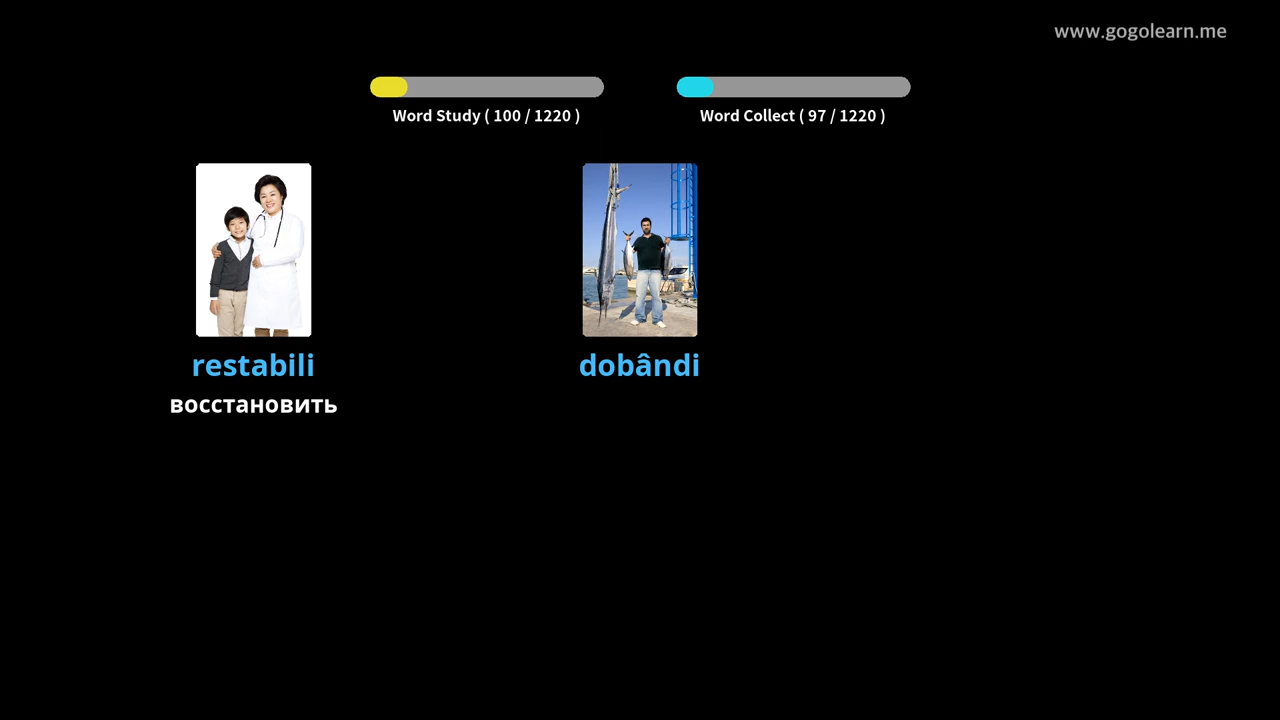 www.gogolearn.me
Word Study ( 100 / 1220 )
Word Collect ( 97 / 1220 )
restabili
dobândi
восстановить